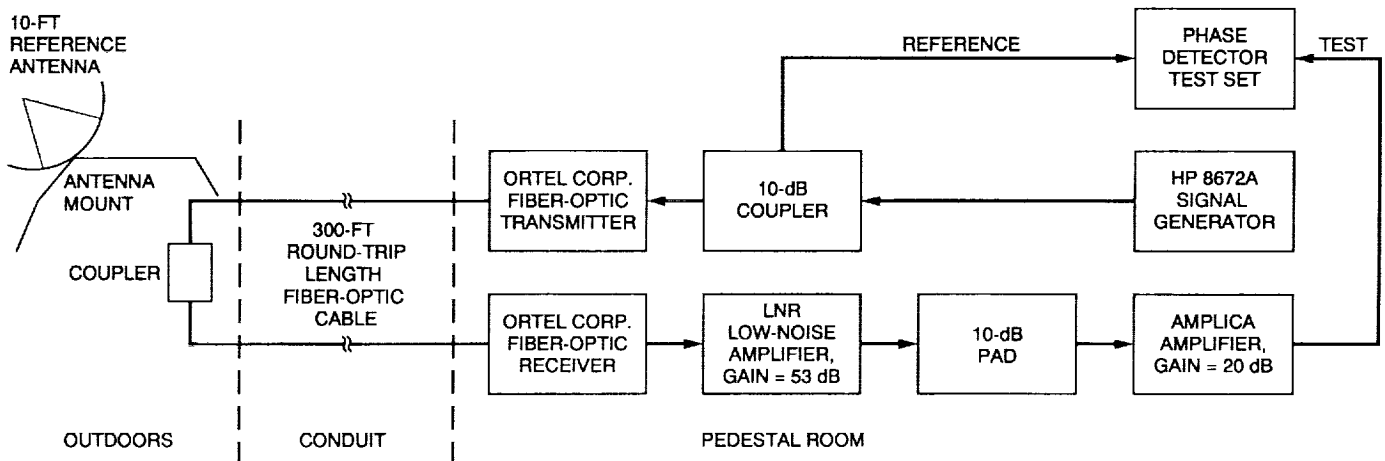 10-FT
REFERENCE
ANTENNA
ANTENNA
MOUNT
COUPLER
300-FT
ROUND-TRIP
LENGTH
FIBER-OPTIC
CABLE
REFERENCE
PHASE
DETECTOR
TEST SET
TEST
ORTEL CORP.
FIBER-OPTIC
TRANSMITTER
10-dB
COUPLER
HP 8672A
SIGNAL
GENERATOR
ORTEL CORP.
FIBER-OPTIC
RECEIVER
LNR
LOW-NOISE
AMPLIFIER,
GAIN = 53 dB
10-dB
PAD
AMPLICA
AMPLIFIER,
GAIN = 20 dB
OUTDOORS
CONDUIT
PEDESTAL ROOM